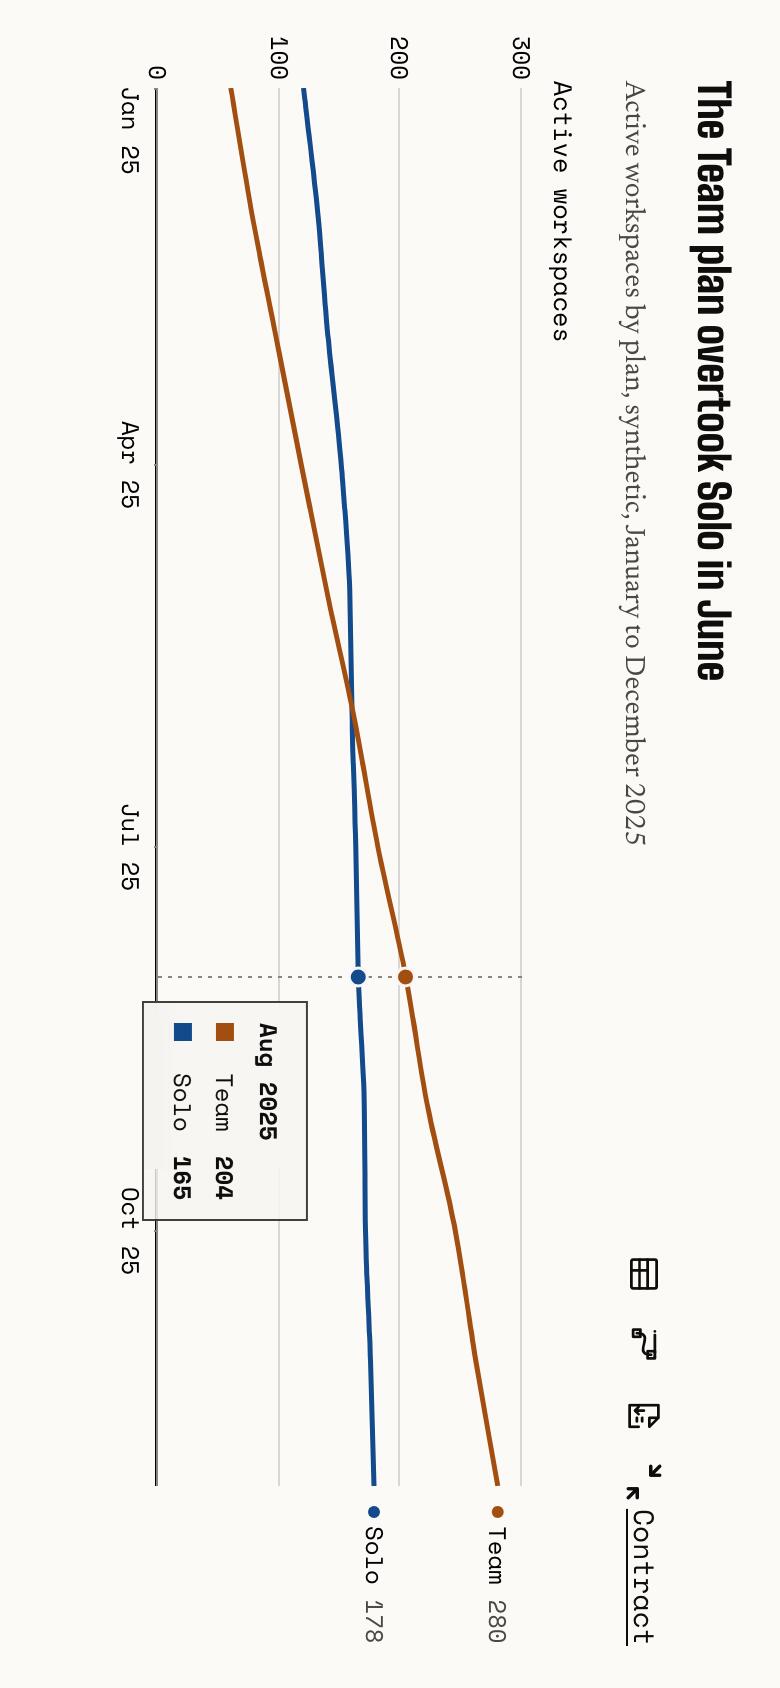 The Team plan overtook Solo in June
Active workspaces by plan, synthetic, January to December 2025
Contract
Active workspaces
300
200
100
0
Jan 25
Apr 25
Jul 25
Oct 25
Aug 2025
Team 204
Solo 165
Team 280
Solo 178